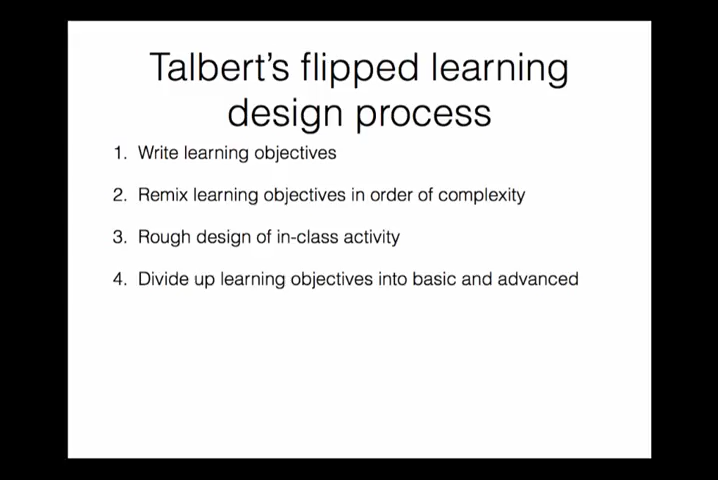 Talbert’s flipped learning
design process
1. Write learning objectives
2. Remix learning objectives in order of complexity
3. Rough design of in-class activity
4. Divide up learning objectives into basic and advanced